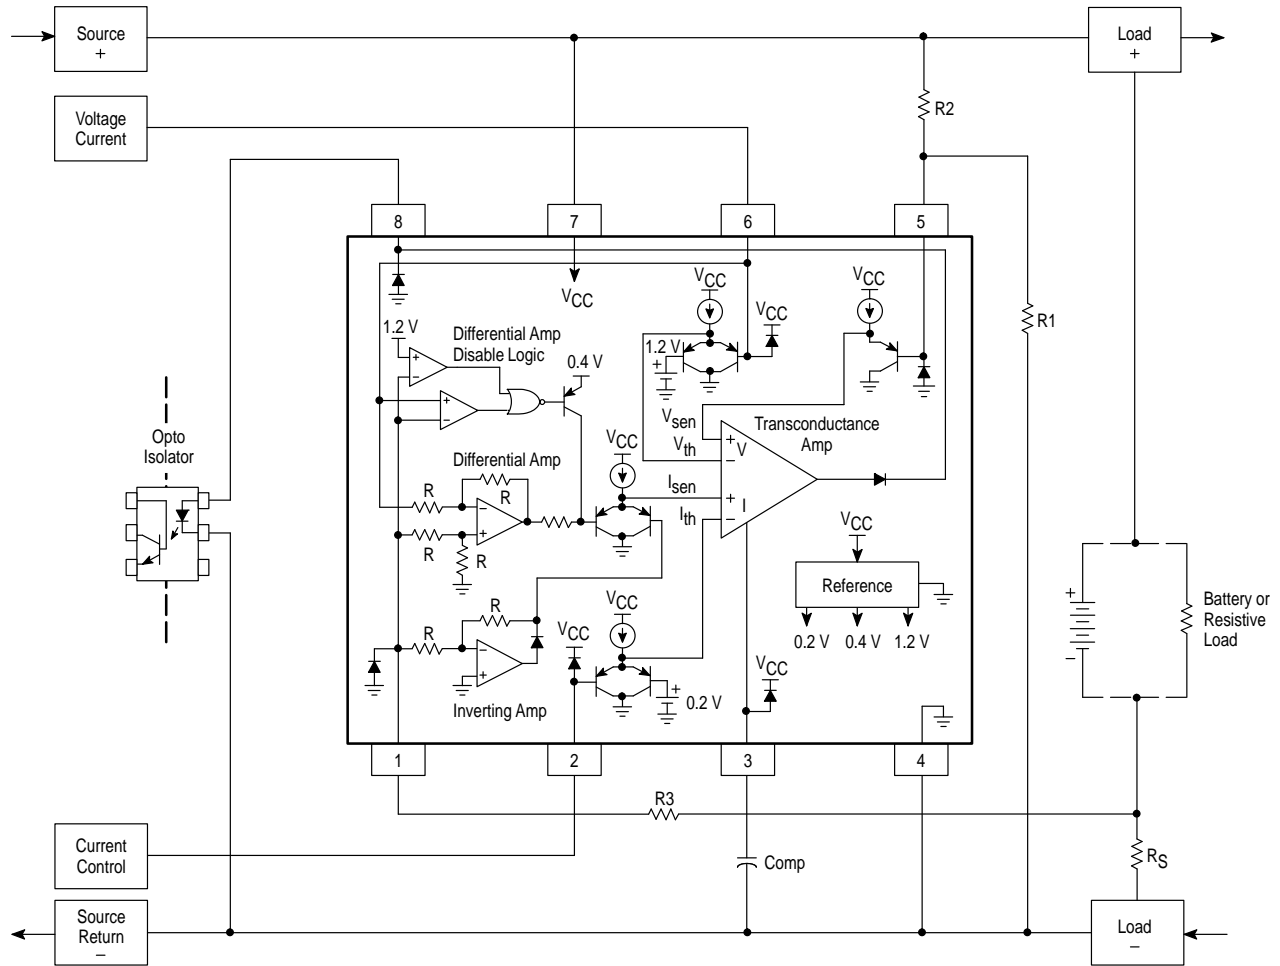 Source
+
Load
+
Voltage
Current
R2
8
7
6
5
VCC
VCC
VCC
VCC
1.2 V
Differential Amp
Disable Logic
0.4 V
1.2 V
+
R1
+
−
+
−
Opto
Isolator
Vsen
Vth
Transconductance
Amp
+
V
−
Differential Amp
VCC
Isen
Ith
+
I
−
R
R
−
+
R
R
VCC
Reference
0.2 V
0.4 V
1.2 V
+
−
Battery or
Resistive
Load
R
R
−
+
Inverting Amp
VCC
VCC
+
0.2 V
VCC
1
2
3
4
R3
Current
Control
Comp
RS
Source
Return
−
Load
−